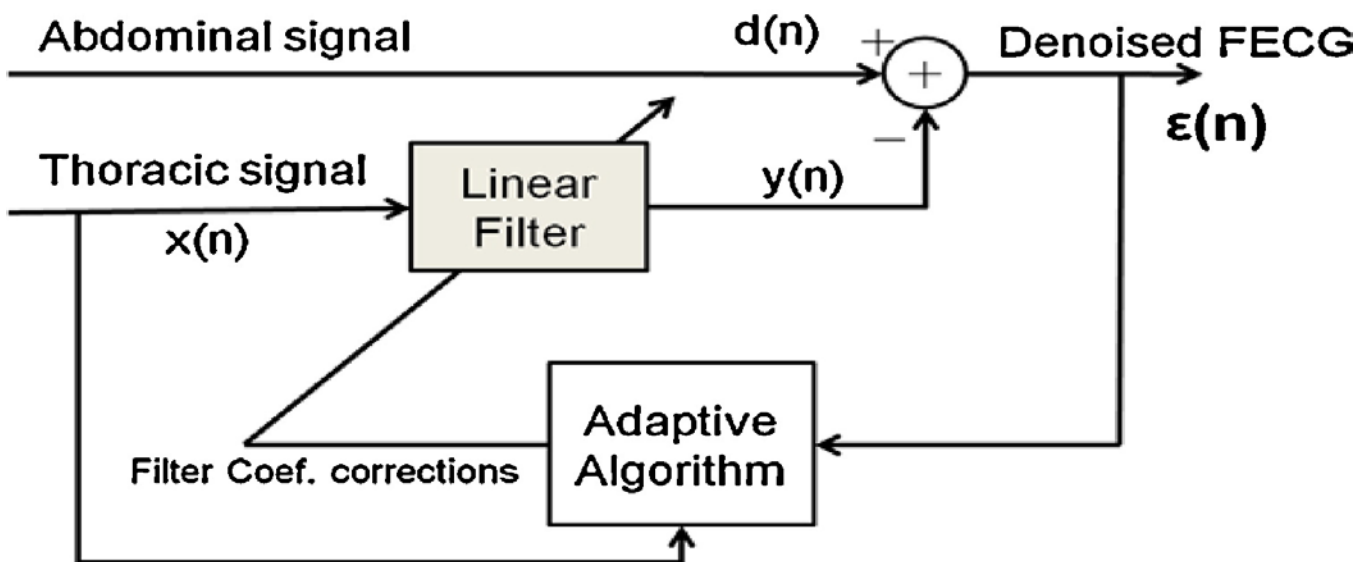 Abdominal signal
d(n)
+
+
Denoised FECG
ε(n)
Thoracic signal
x(n)
Linear
Filter
y(n)
−
Filter Coef. corrections
Adaptive
Algorithm